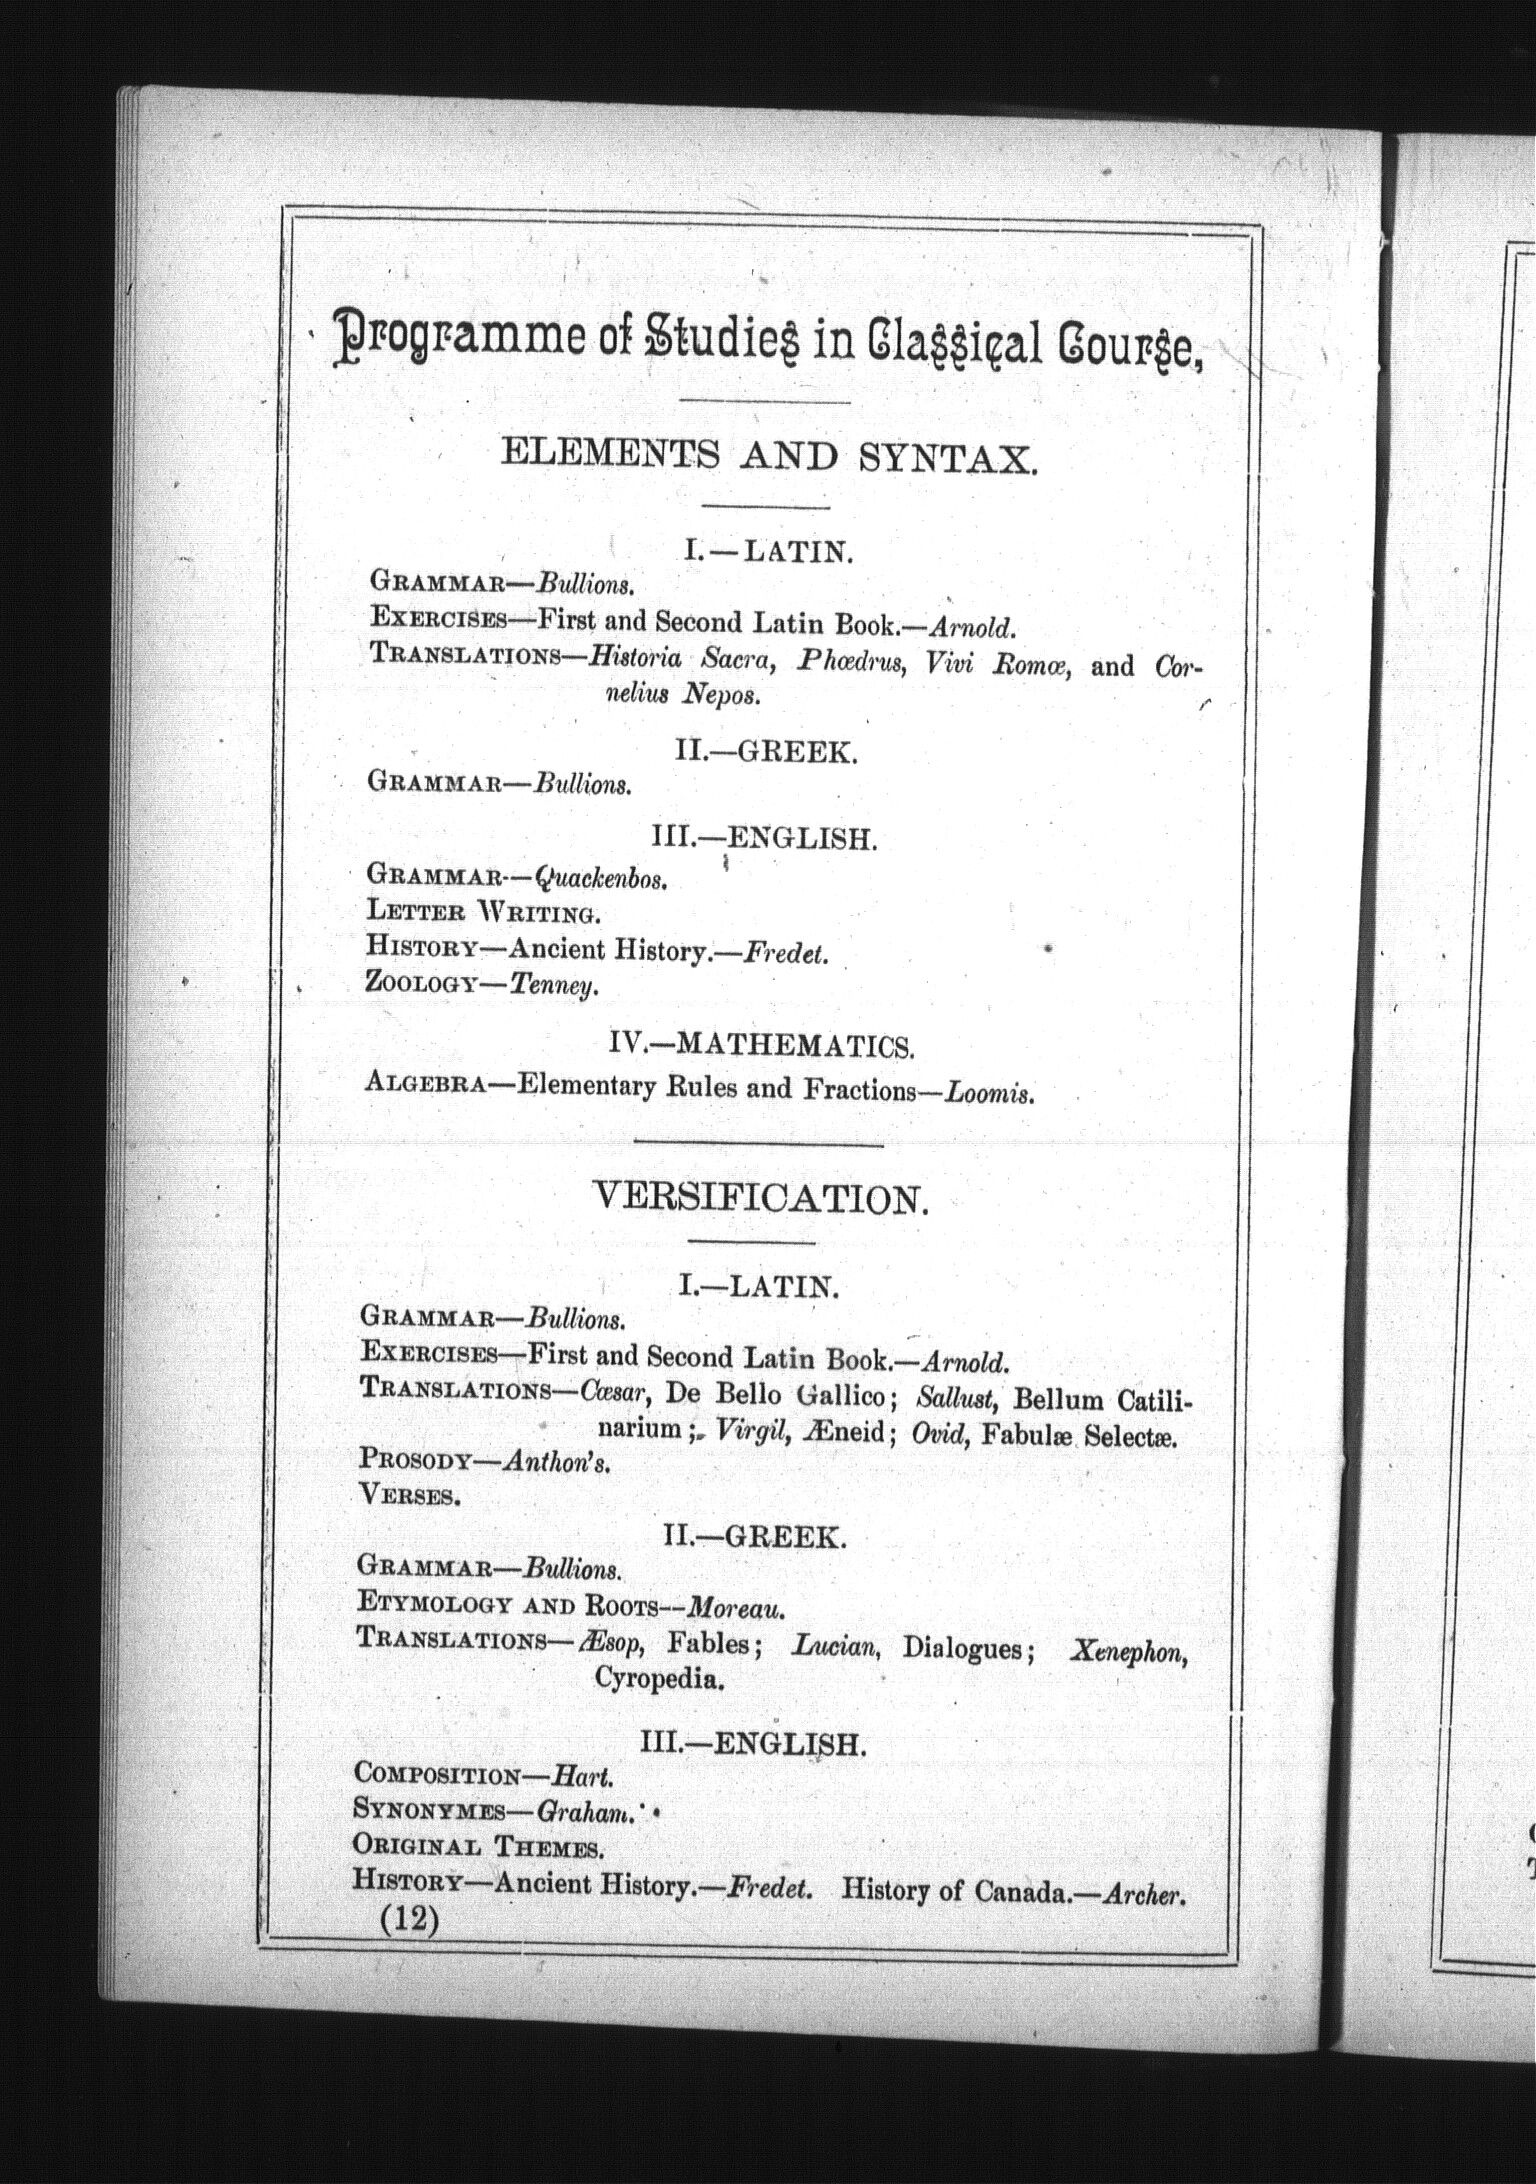 Programme of Studies in Classical Course,
ELEMENTS AND SYNTAX.
I.—LATIN.
GRAMMAR—Bullions.
EXERCISES—First and Second Latin Book.—Arnold.
TRANSLATIONS—Historia Sacra, Phœdrus, Vivi Romœ, and Cor-
nelius Nepos.
II.—GREEK.
GRAMMAR—Bullions.
III.—ENGLISH.
GRAMMAR—Quackenbos.
LETTER WRITING.
HISTORY—Ancient History.—Fredet.
ZOOLOGY—Tenney.
IV.—MATHEMATICS.
ALGEBRA—Elementary Rules and Fractions—Loomis.
VERSIFICATION.
I.—LATIN.
GRAMMAR—Bullions.
EXERCISES—First and Second Latin Book.—Arnold.
TRANSLATIONS—Cœsar, De Bello Gallico; Sallust, Bellum Catili-
narium; Virgil, Æneid; Ovid, Fabulæ Selectæ.
PROSODY—Anthon's.
VERSES.
II.—GREEK.
GRAMMAR—Bullions.
ETYMOLOGY AND ROOTS—Moreau.
TRANSLATIONS—Æsop, Fables; Lucian, Dialogues; Xenephon,
Cyropedia.
III.—ENGLISH.
COMPOSITION—Hart.
SYNONYMES—Graham.
ORIGINAL THEMES.
HISTORY—Ancient History.—Fredet. History of Canada.—Archer.
(12)